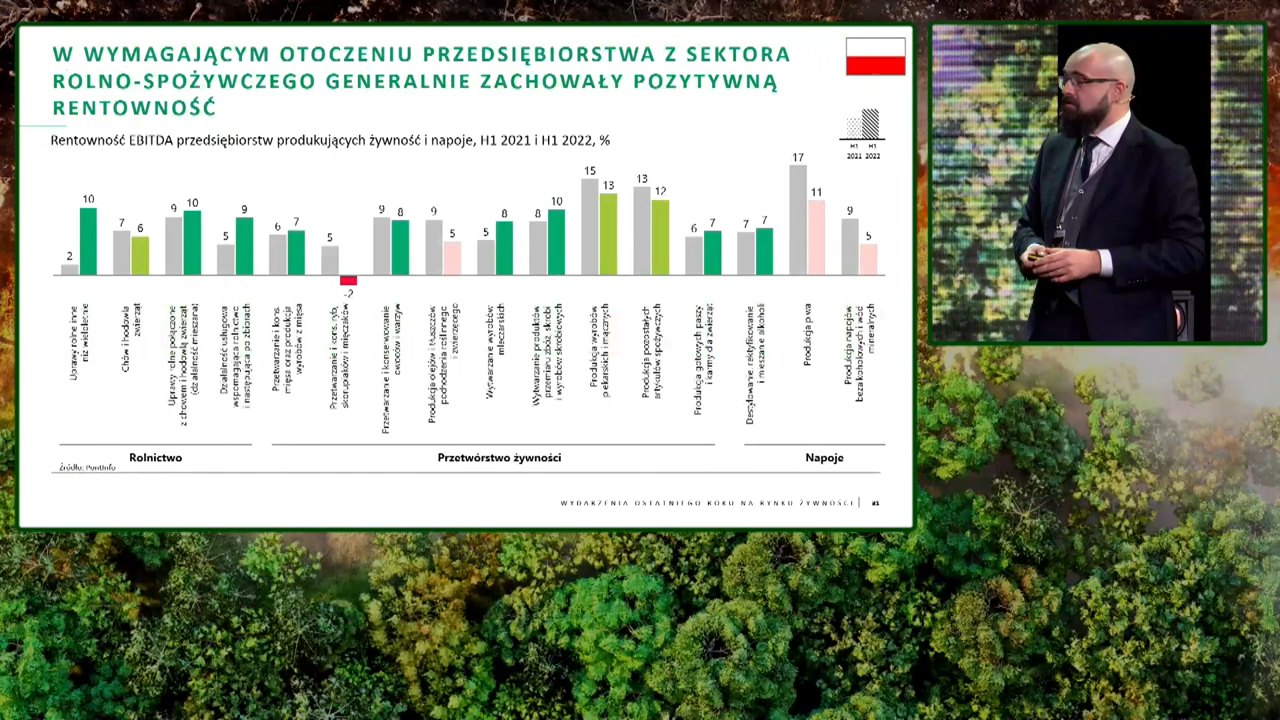 W WYMAGAJĄCYM OTOCZENIU PRZEDSIĘBIORSTWA Z SEKTORA
ROLNO-SPOŻYWCZEGO GENERALNIE ZACHOWAŁY POZYTYWNĄ
RENTOWNOŚĆ
Rentowność EBITDA przedsiębiorstw produkujących żywność i napoje, H1 2021 i H1 2022, %
H1 H1
2021 2022
2 10
7 6
9 10
5 9
6 7
5 -2
9 8
9 5
5 8
8 10
15 13
13 12
6 7
7 7
17 11
9 5
Uprawy rolne inne
niż wieloletnie
Chów i hodowla
zwierząt
Uprawy rolne połączone
z chowem i hodowlą zwierząt
(działalność mieszana)
Działalność usługowa
wspomagająca rolnictwo
i następująca po zbiorach
Przetwarzanie i kons.
mięsa oraz produkcja
wyrobów z mięsa
Przetwarzanie i kons. ryb,
skorupiaków i mięczaków
Przetwarzanie i konserwowanie
owoców i warzyw
Produkcja olejów i tłuszczów
pochodzenia roślinnego
i zwierzęcego
Wytwarzanie wyrobów
mleczarskich
Wytwarzanie produktów
przemiału zbóż, skrobi
i wyrobów skrobiowych
Produkcja wyrobów
piekarskich i mącznych
Produkcja pozostałych
artykułów spożywczych
Produkcja gotowych paszy
i karmy dla zwierząt
Destylowanie, rektyfikowanie
i mieszanie alkoholi
Produkcja piwa
Produkcja napojów
bezalkoholowych i wód
mineralnych
Rolnictwo
Przetwórstwo żywności
Napoje
Źródło: PontInfo
WYDARZENIA OSTATNIEGO ROKU NA RYNKU ŻYWNOŚCI